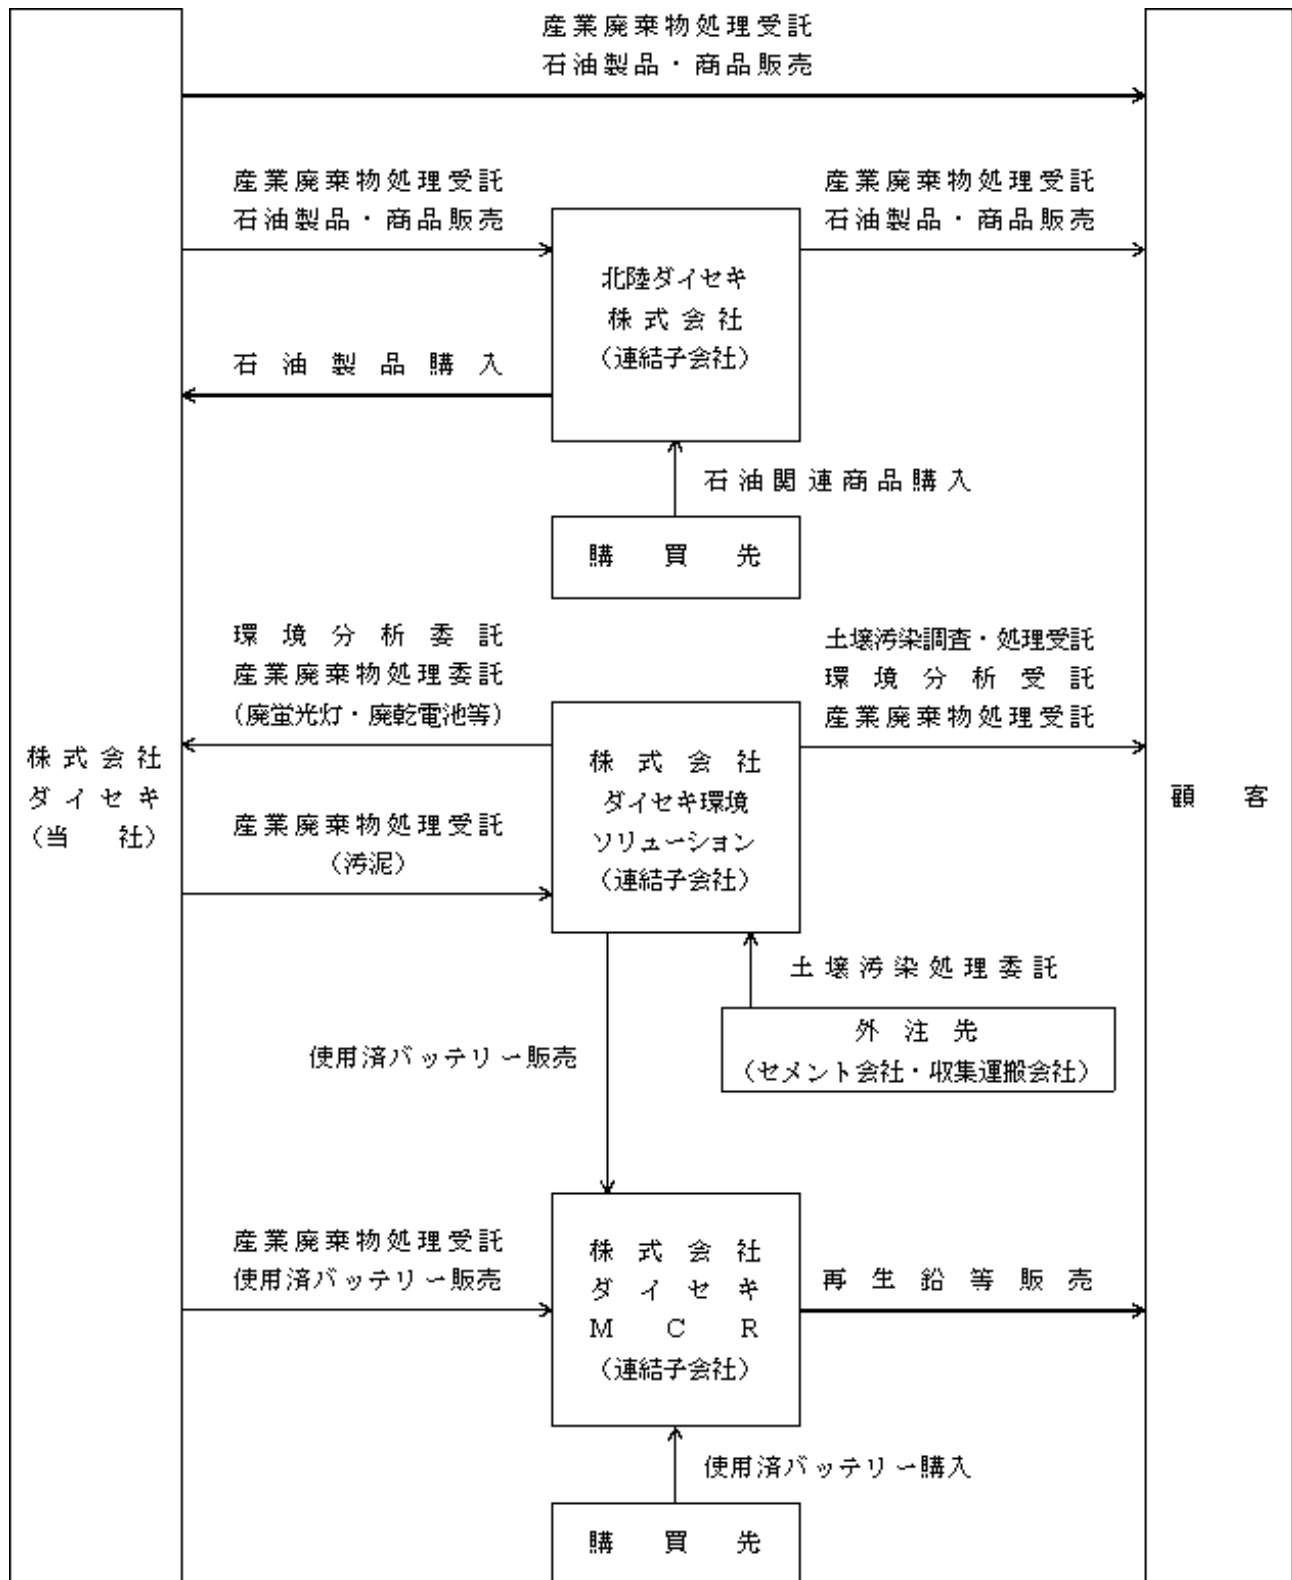 産業廃棄物処理受託
石油製品・商品販売
産業廃棄物処理受託
石油製品・商品販売
産業廃棄物処理受託
石油製品・商品販売
北陸ダイセキ
株式会社
（連結子会社）
石油製品購入
石油関連商品購入
購買先
環境分析委託
産業廃棄物処理委託
（廃蛍光灯・廃乾電池等）
土壌汚染調査・処理受託
環境分析受託
産業廃棄物処理受託
株式会社
ダイセキ
（当社）
株式会社
ダイセキ環境
ソリューション
（連結子会社）
顧客
産業廃棄物処理受託
（汚泥）
土壌汚染処理委託
外注先
（セメント会社・収集運搬会社）
使用済バッテリー販売
産業廃棄物処理受託
使用済バッテリー販売
株式会社
ダイセキ
MCR
（連結子会社）
再生鉛等販売
使用済バッテリー購入
購買先